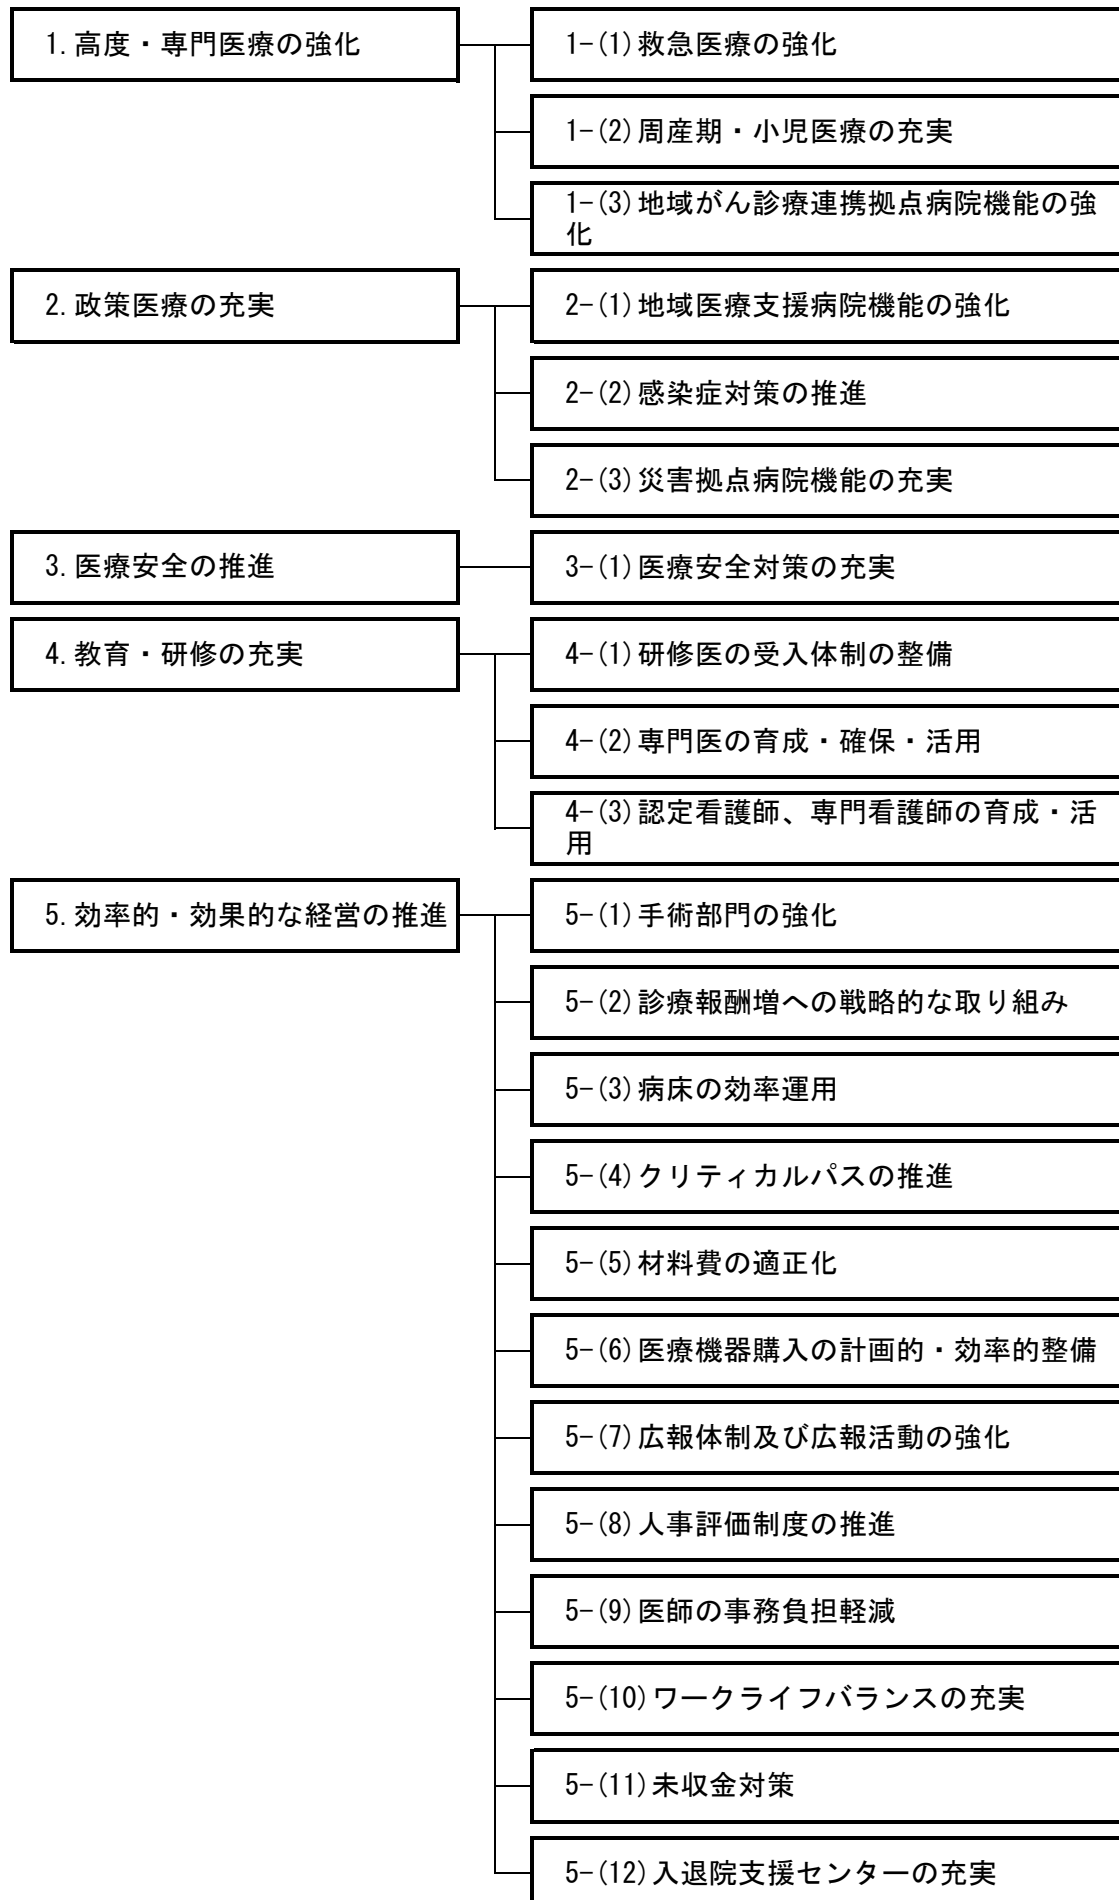 1.高度・専門医療の強化
1-(1)救急医療の強化
1-(2)周産期・小児医療の充実
1-(3)地域がん診療連携拠点病院機能の強
化
2.政策医療の充実
2-(1)地域医療支援病院機能の強化
2-(2)感染症対策の推進
2-(3)災害拠点病院機能の充実
3.医療安全の推進
3-(1)医療安全対策の充実
4.教育・研修の充実
4-(1)研修医の受入体制の整備
4-(2)専門医の育成・確保・活用
4-(3)認定看護師、専門看護師の育成・活
用
5.効率的・効果的な経営の推進
5-(1)手術部門の強化
5-(2)診療報酬増への戦略的な取り組み
5-(3)病床の効率運用
5-(4)クリティカルパスの推進
5-(5)材料費の適正化
5-(6)医療機器購入の計画的・効率的整備
5-(7)広報体制及び広報活動の強化
5-(8)人事評価制度の推進
5-(9)医師の事務負担軽減
5-(10)ワークライフバランスの充実
5-(11)未収金対策
5-(12)入退院支援センターの充実